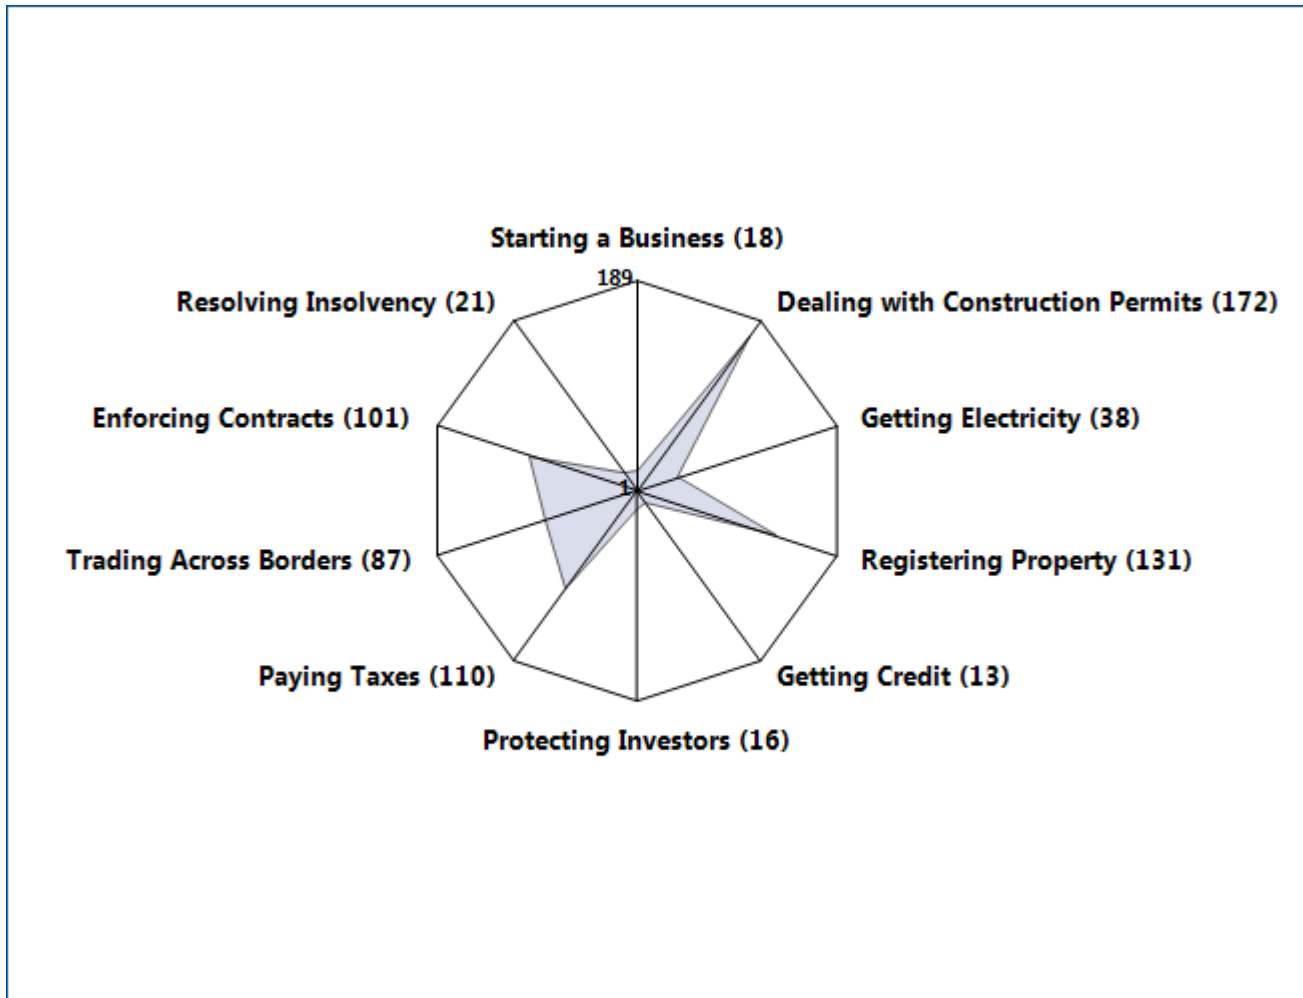 Starting a Business (18)
189
Resolving Insolvency (21)
Dealing with Construction Permits (172)
Enforcing Contracts (101)
Getting Electricity (38)
1
Trading Across Borders (87)
Registering Property (131)
Paying Taxes (110)
Getting Credit (13)
Protecting Investors (16)